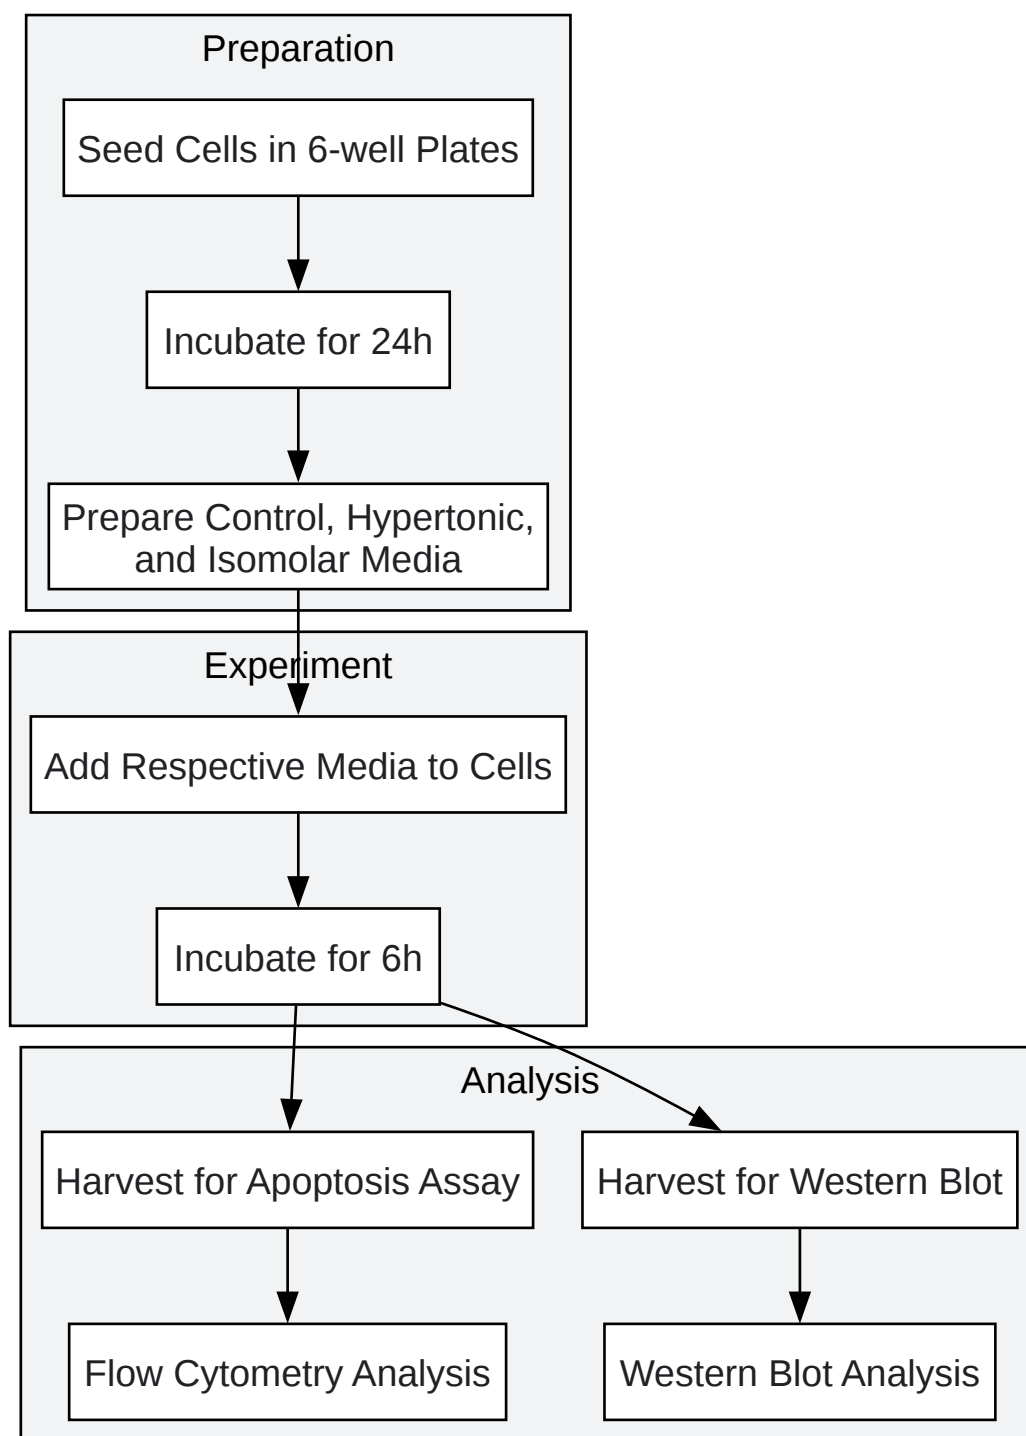 Preparation
Seed Cells in 6-well Plates
Incubate for 24h
Prepare Control, Hypertonic,
and Isomolar Media
Experiment
Add Respective Media to Cells
Incubate for 6h
Analysis
Harvest for Apoptosis Assay
Harvest for Western Blot
Flow Cytometry Analysis
Western Blot Analysis